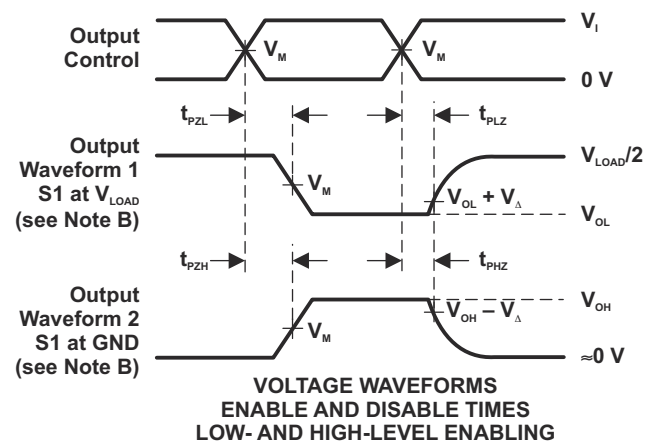 Output
Control
V_M
V_M
V_I
0 V
t_PZL
t_PLZ
Output
Waveform 1
S1 at V_LOAD
(see Note B)
V_M
V_OL + V_Δ
V_LOAD/2
V_OL
t_PZH
t_PHZ
Output
Waveform 2
S1 at GND
(see Note B)
V_M
V_OH – V_Δ
V_OH
≈0 V
VOLTAGE WAVEFORMS
ENABLE AND DISABLE TIMES
LOW- AND HIGH-LEVEL ENABLING